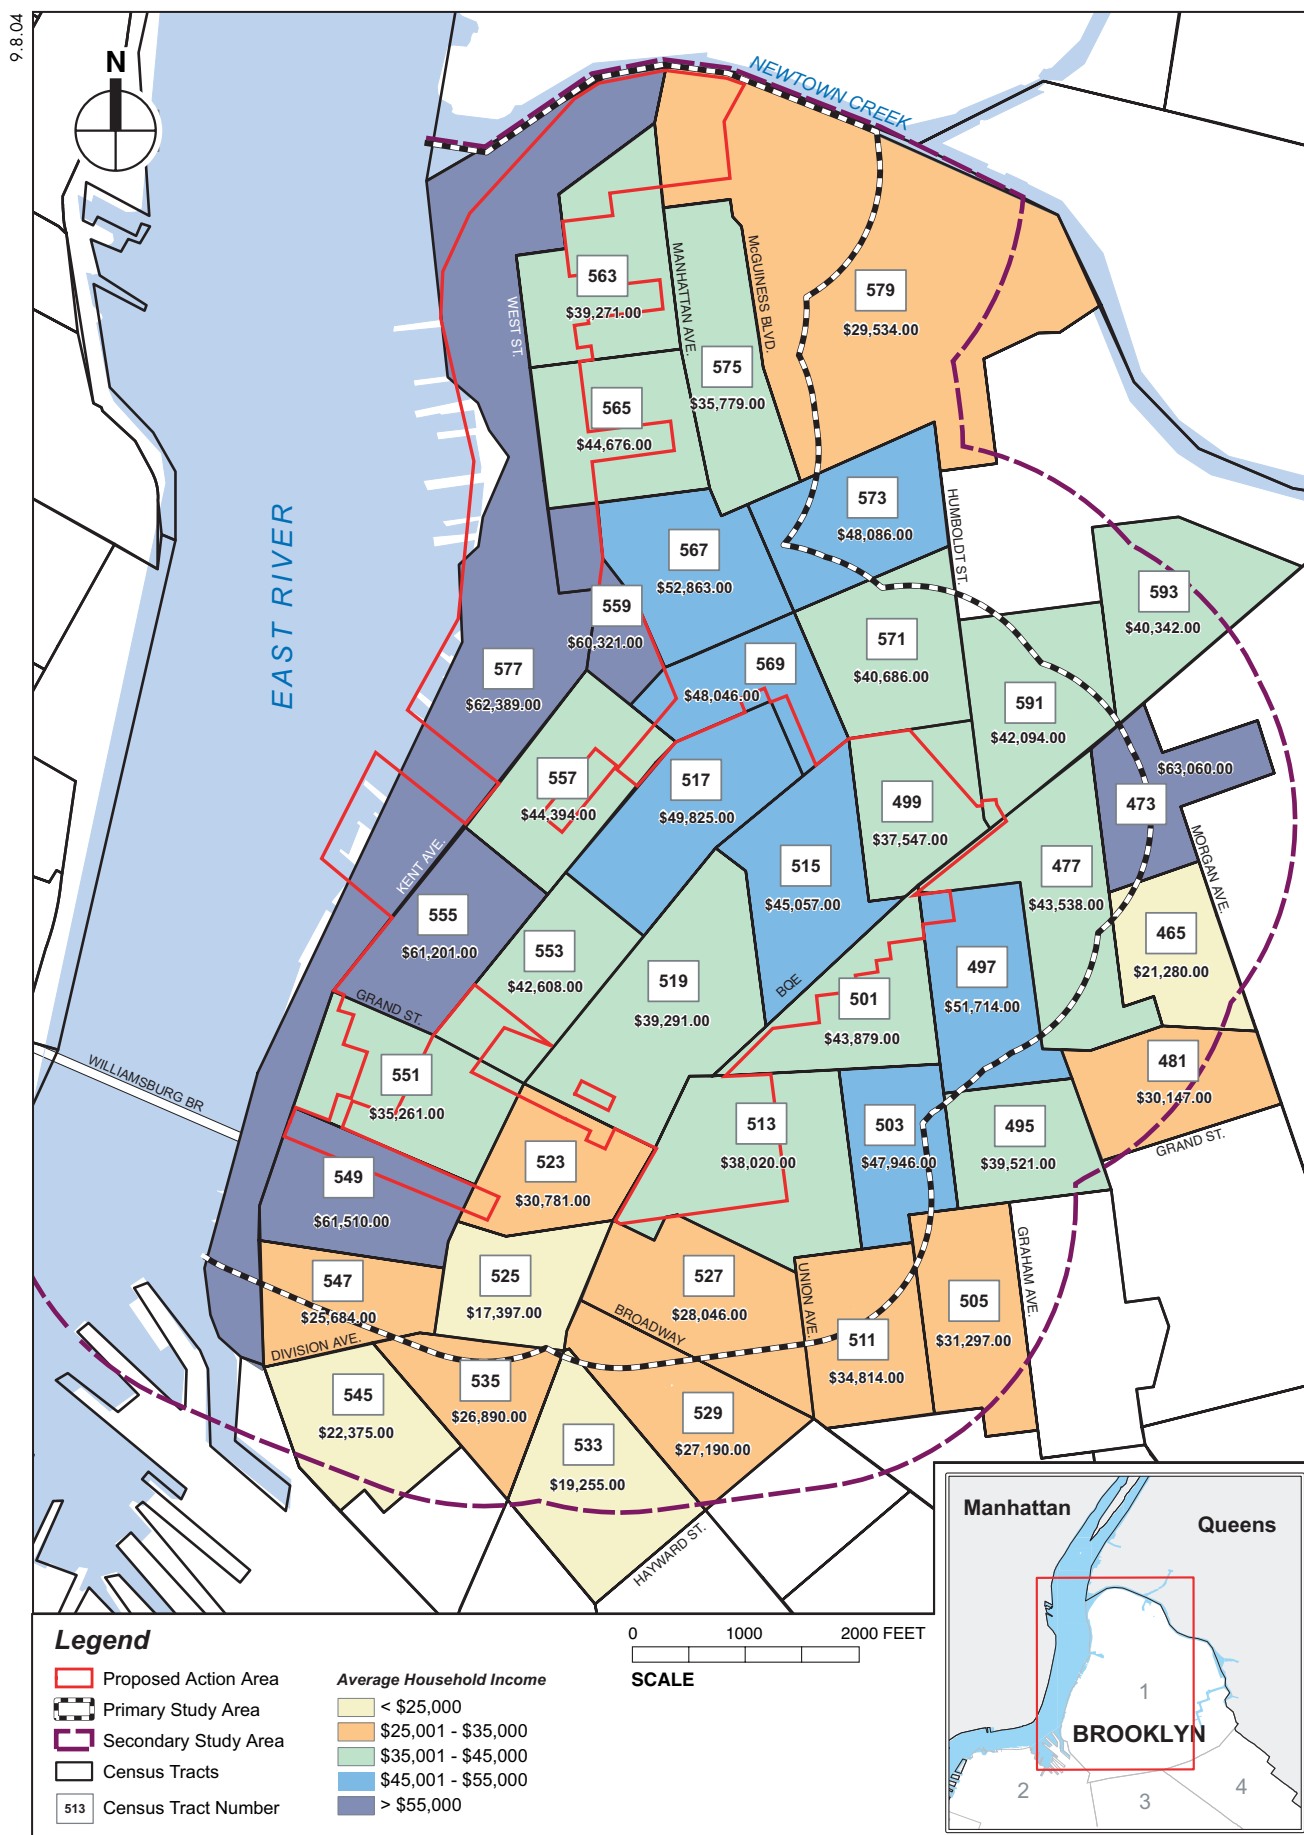 9.8.04
N
NEWTOWN CREEK
EAST RIVER
WEST ST.
MANHATTAN AVE.
McGUINESS BLVD.
563
$39,271.00
579
$29,534.00
575
$35,779.00
565
$44,676.00
573
$48,086.00
HUMBOLDT ST.
567
$52,863.00
593
$40,342.00
559
$60,321.00
571
$40,686.00
577
$62,389.00
569
$48,046.00
591
$42,094.00
557
$44,394.00
517
$49,825.00
499
$37,547.00
$63,060.00
473
MORGAN AVE.
KENT AVE.
515
$45,057.00
477
$43,538.00
555
$61,201.00
553
$42,608.00
465
$21,280.00
519
$39,291.00
BQE
501
$43,879.00
497
$51,714.00
GRAND ST.
WILLIAMSBURG BR
551
$35,261.00
481
$30,147.00
GRAND ST.
513
$38,020.00
503
$47,946.00
495
$39,521.00
523
$30,781.00
549
$61,510.00
547
$25,684.00
DIVISION AVE.
525
$17,397.00
527
$28,046.00
BROADWAY
UNION AVE.
GRAHAM AVE.
505
$31,297.00
511
$34,814.00
545
$22,375.00
535
$26,890.00
529
$27,190.00
533
$19,255.00
HAYWARD ST.
Manhattan
Queens
1
BROOKLYN
2
3
4
Legend
Proposed Action Area
Primary Study Area
Secondary Study Area
Census Tracts
513 Census Tract Number
Average Household Income
< $25,000
$25,001 - $35,000
$35,001 - $45,000
$45,001 - $55,000
> $55,000
0 1000 2000 FEET
SCALE